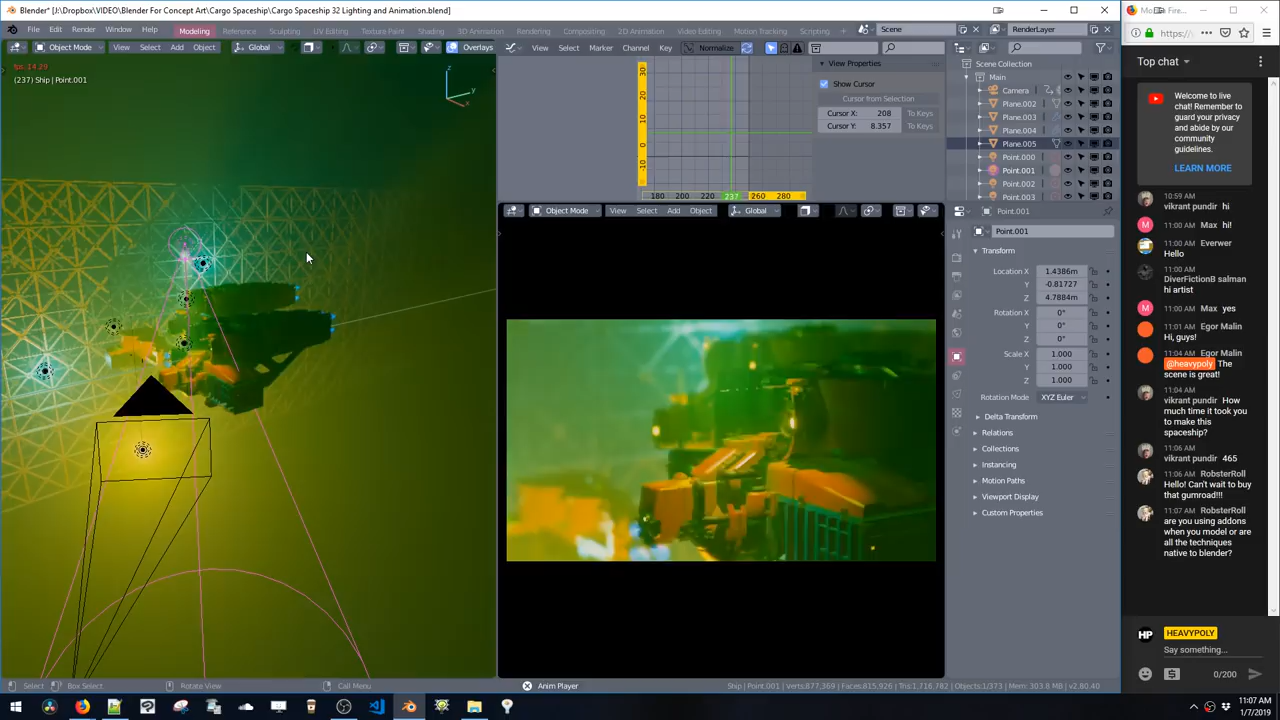 Blender* [J:\Dropbox\VIDEO\Blender For Concept Art\Cargo Spaceship\Cargo Spaceship 32 Lighting and Animation.blend]
File Edit Render Window Help Modeling Reference Sculpting UV Editing Texture Paint Shading 3D Animation Rendering Compositing 2D Animation Video Editing Motion Tracking Scripting Scene RenderLayer
Object Mode View Select Add Object Global Overlays View Select Marker Channel Key Normalize
fps: 14.29
(237) Ship | Point.001
z
y
x
30
20
10
0
-10
180 200 220 237 260 280
View Properties
Show Cursor
Cursor from Selection
Cursor X: 208 To Keys
Cursor Y: 8.357 To Keys
Scene Collection
Main
Camera
Plane.002
Plane.003
Plane.004
Plane.005
Point.000
Point.001
Point.002
Point.003
Object Mode View Select Add Object Global
Point.001
Point.001
Transform
Location X 1.4386m
Y -0.81727
Z 4.7884m
Rotation X 0°
Y 0°
Z 0°
Scale X 1.000
Y 1.000
Z 1.000
Rotation Mode XYZ Euler
Delta Transform
Relations
Collections
Instancing
Motion Paths
Viewport Display
Custom Properties
Select Box Select Rotate View Call Menu Anim Player Ship | Point.001 | Verts:877,369 | Faces:815,926 | Tris:1,716,782 | Objects:1/373 | Mem: 303.8 MB | v2.80.40
https://
Top chat
Welcome to live
chat! Remember to
guard your privacy
and abide by our
community
guidelines.
LEARN MORE
10:59 AM
vikrant pundir hi
11:00 AM Max hi!
11:00 AM Everwer
Hello
11:00 AM
DiverFictionB salman
hi artist
11:00 AM Max yes
11:01 AM Egor Malin
Hi, guys!
11:04 AM Egor Malin
@heavypoly The
scene is great!
11:04 AM
vikrant pundir How
much time it took you
to make this
spaceship?
11:06 AM
vikrant pundir 465
11:06 AM RobsterRoll
Hello! Can't wait to buy
that gumroad!!!
11:07 AM RobsterRoll
are you using addons
when you model or are
all the techniques
native to blender?
HP HEAVYPOLY
Say something...
0/200
11:07 AM
1/7/2019